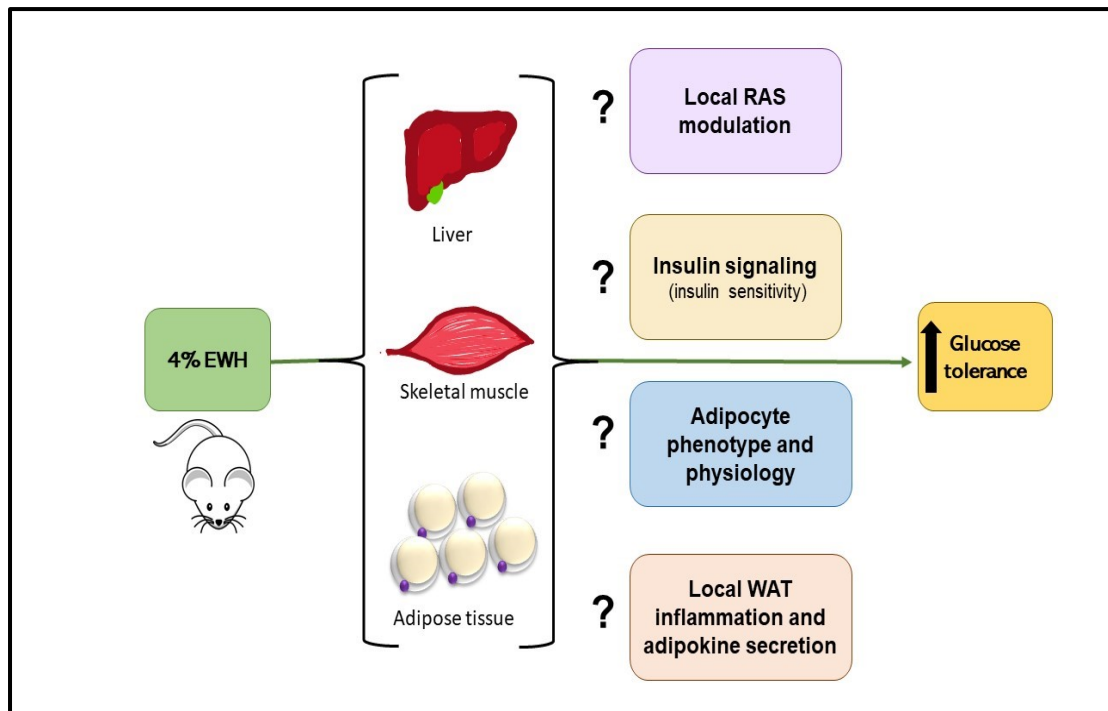 4% EWH
Liver
Skeletal muscle
Adipose tissue
?
Local RAS
modulation
?
Insulin signaling
(insulin sensitivity)
?
Adipocyte
phenotype and
physiology
?
Local WAT
inflammation and
adipokine secretion
Glucose
tolerance